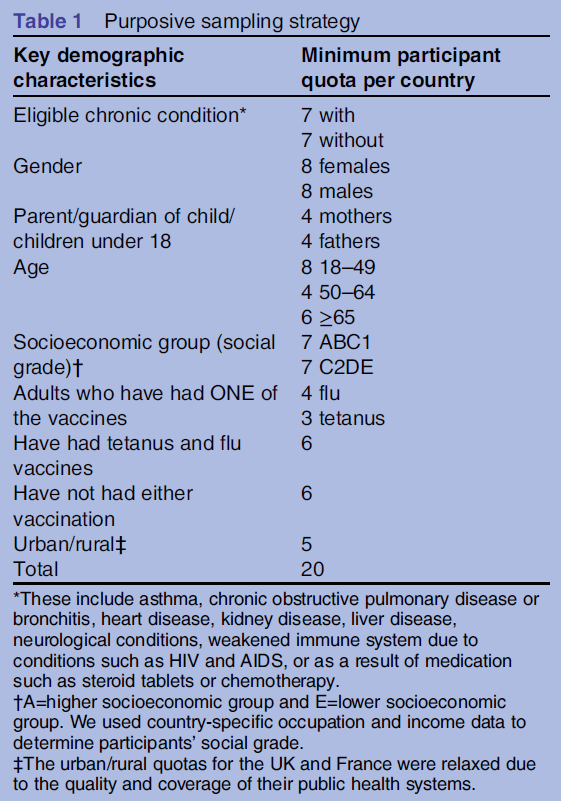 Table 1 Purposive sampling strategy
Key demographic characteristics Minimum participant quota per country
Eligible chronic condition* 7 with
7 without
Gender 8 females
8 males
Parent/guardian of child/ 4 mothers
children under 18 4 fathers
Age 8 18–49
4 50–64
6 ≥65
Socioeconomic group (social 7 ABC1
grade)† 7 C2DE
Adults who have had ONE of 4 flu
the vaccines 3 tetanus
Have had tetanus and flu 6
vaccines
Have not had either 6
vaccination
Urban/rural‡ 5
Total 20
*These include asthma, chronic obstructive pulmonary disease or
bronchitis, heart disease, kidney disease, liver disease,
neurological conditions, weakened immune system due to
conditions such as HIV and AIDS, or as a result of medication
such as steroid tablets or chemotherapy.
†A=higher socioeconomic group and E=lower socioeconomic
group. We used country-specific occupation and income data to
determine participants’ social grade.
‡The urban/rural quotas for the UK and France were relaxed due
to the quality and coverage of their public health systems.